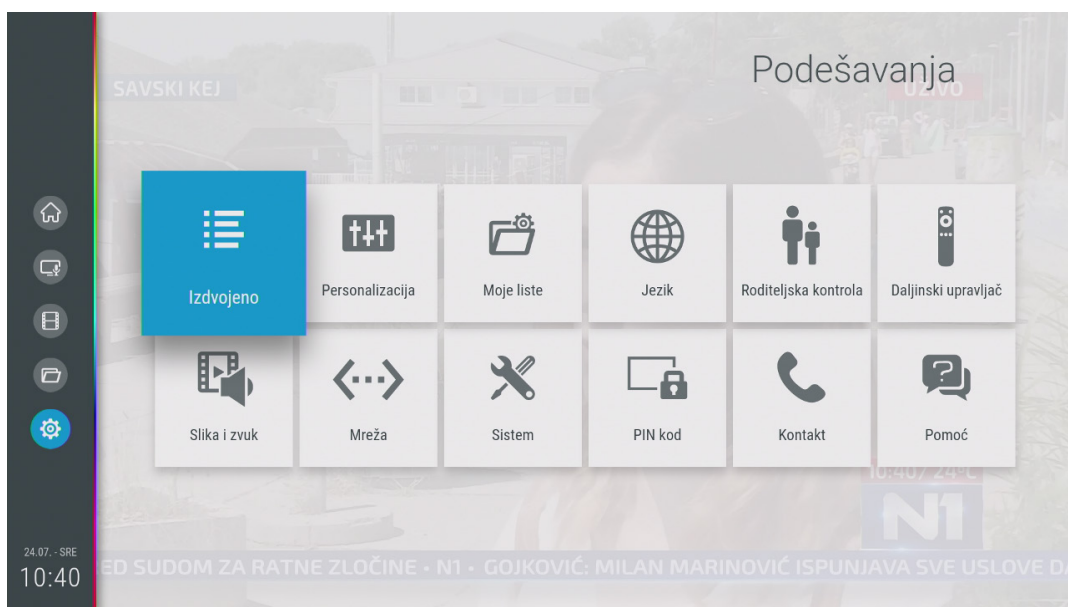 Podešavanja
SAVSKI KEJ
UŽIVO
Izdvojeno
Personalizacija
Moje liste
Jezik
Roditeljska kontrola
Daljinski upravljač
Slika i zvuk
Mreža
Sistem
PIN kod
Kontakt
Pomoć
10:40 / 24°C
N1
24.07. - SRE
10:40
ED SUDOM ZA RATNE ZLOČINE • N1 • GOJKOVIĆ: MILAN MARINOVIĆ ISPUNJAVA SVE USLOVE D